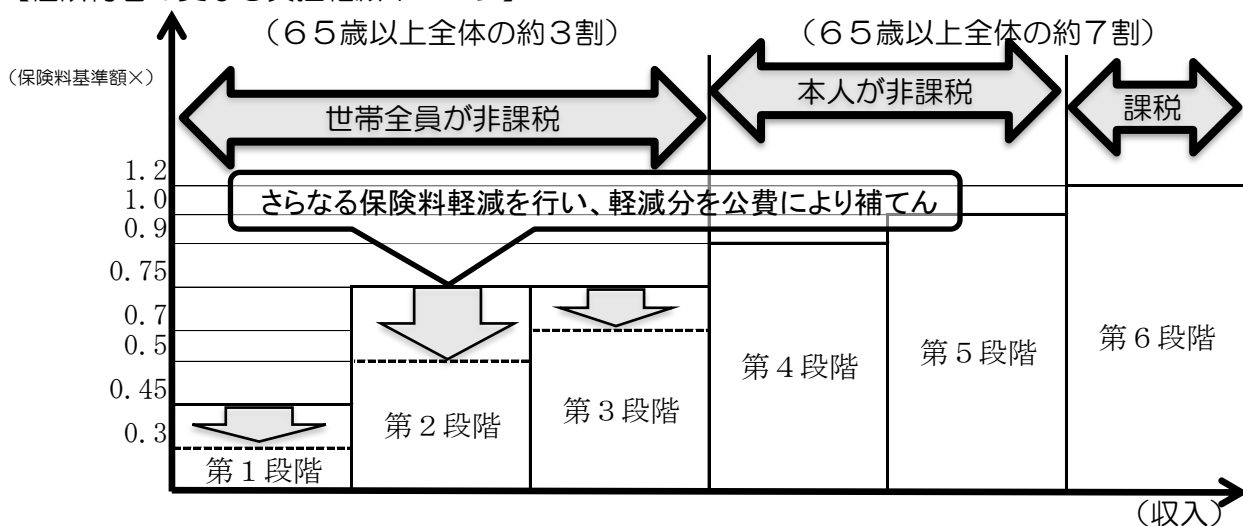 （６５歳以上全体の約３割）
（６５歳以上全体の約７割）
（保険料基準額×）
世帯全員が非課税
本人が非課税
課税
1.2
さらなる保険料軽減を行い、軽減分を公費により補てん
1.0
0.9
0.75
0.7
0.5
0.45
0.3
第１段階
第２段階
第３段階
第４段階
第５段階
第６段階
（収入）